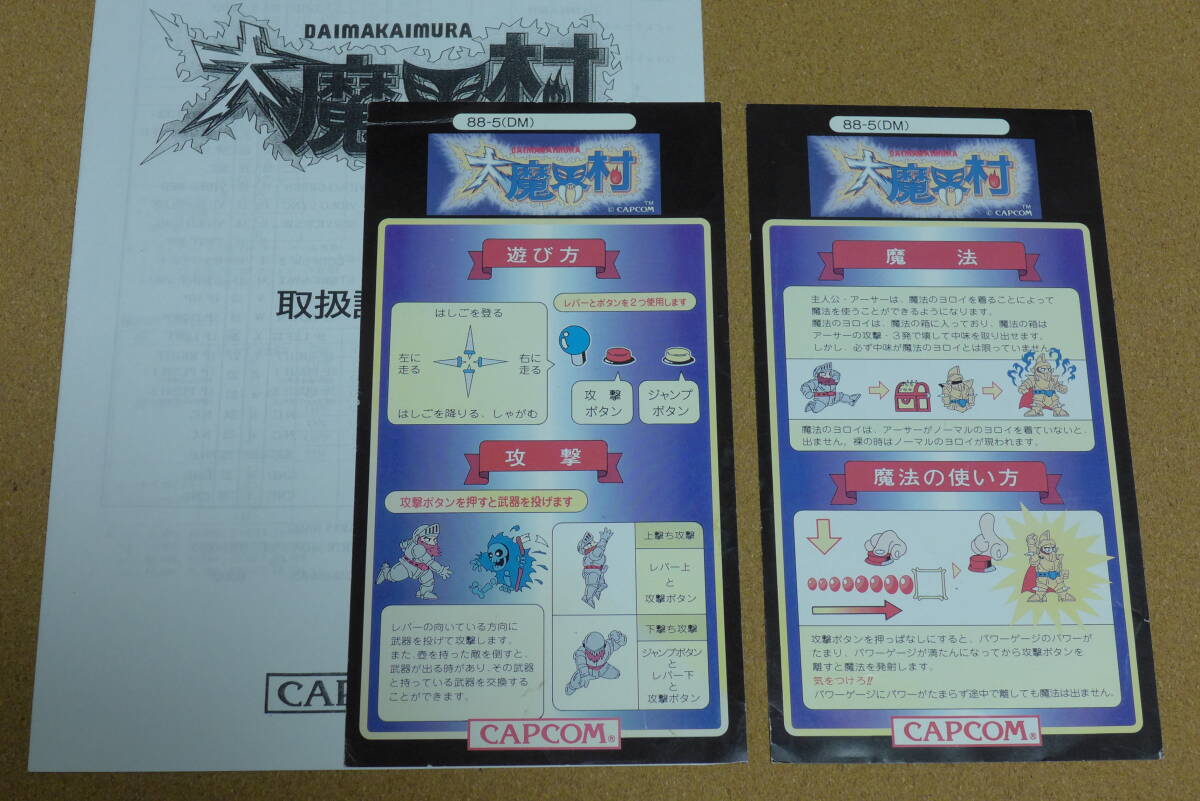 DAIMAKAIMURA
大魔界村
取扱説
CAP
88-5(DM)
DAIMAKAIMURA
大魔界村
TM
© CAPCOM
遊び方
はしごを登る
左に
走る
右に
走る
はしごを降りる、しゃがむ
レバーとボタンを2つ使用します
攻撃
ボタン
ジャンプ
ボタン
攻撃
攻撃ボタンを押すと武器を投げます
レバーの向いている方向に
武器を投げて攻撃します。
また、壺を持った敵を倒すと、
武器が出る時があり、その武器
と持っている武器を交換する
ことができます。
上撃ち攻撃
レバー上
と
攻撃ボタン
下撃ち攻撃
ジャンプボタン
と
レバー下
と
攻撃ボタン
CAPCOM®
88-5(DM)
DAIMAKAIMURA
大魔界村
TM
© CAPCOM
魔法
主人公・アーサーは、魔法のヨロイを着ることによって
魔法を使うことができるようになります。
魔法のヨロイは、魔法の箱に入っており、魔法の箱は
アーサーの攻撃・3発で壊して中味を取り出せます。
しかし、必ず中味が魔法のヨロイとは限っていません。
魔法のヨロイは、アーサーがノーマルのヨロイを着ていないと、
出ません。裸の時はノーマルのヨロイが現われます。
魔法の使い方
攻撃ボタンを押っぱなしにすると、パワーゲージのパワーが
たまり、パワーゲージが満たんになってから攻撃ボタンを
離すと魔法を発射します。
気をつけろ!!
パワーゲージにパワーがたまらず途中で離しても魔法は出ません。
CAPCOM®